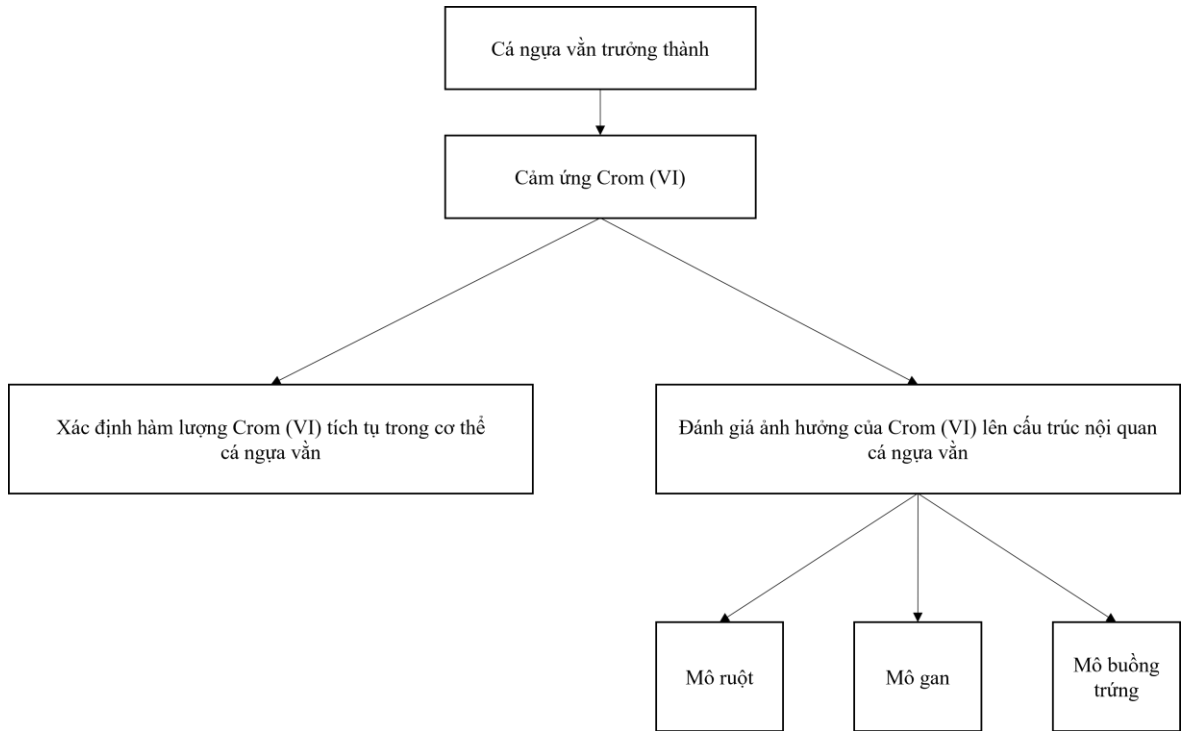 Cá ngựa vằn trưởng thành
Cảm ứng Crom (VI)
Xác định hàm lượng Crom (VI) tích tụ trong cơ thể
cá ngựa vằn
Đánh giá ảnh hưởng của Crom (VI) lên cấu trúc nội quan
cá ngựa vằn
Mô ruột
Mô gan
Mô buồng
trứng